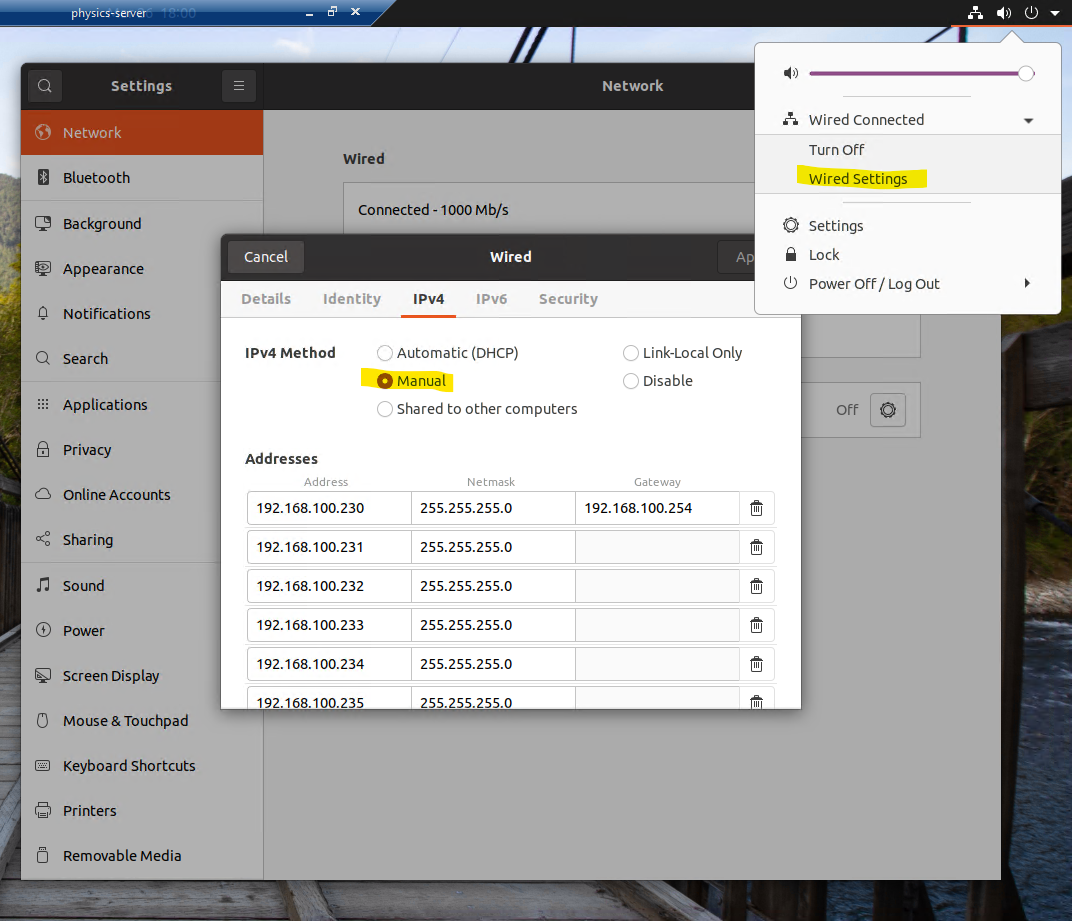 physics-server
18:00
Settings
Network
Network
Bluetooth
Background
Appearance
Notifications
Search
Applications
Privacy
Online Accounts
Sharing
Sound
Power
Screen Display
Mouse & Touchpad
Keyboard Shortcuts
Printers
Removable Media
Wired
Connected - 1000 Mb/s
Off
Cancel
Wired
Details Identity IPv4 IPv6 Security
IPv4 Method
Automatic (DHCP)
Link-Local Only
Manual
Disable
Shared to other computers
Addresses
Address Netmask Gateway
192.168.100.230 255.255.255.0 192.168.100.254
192.168.100.231 255.255.255.0
192.168.100.232 255.255.255.0
192.168.100.233 255.255.255.0
192.168.100.234 255.255.255.0
192.168.100.235 255.255.255.0
Wired Connected
Turn Off
Wired Settings
Settings
Lock
Power Off / Log Out